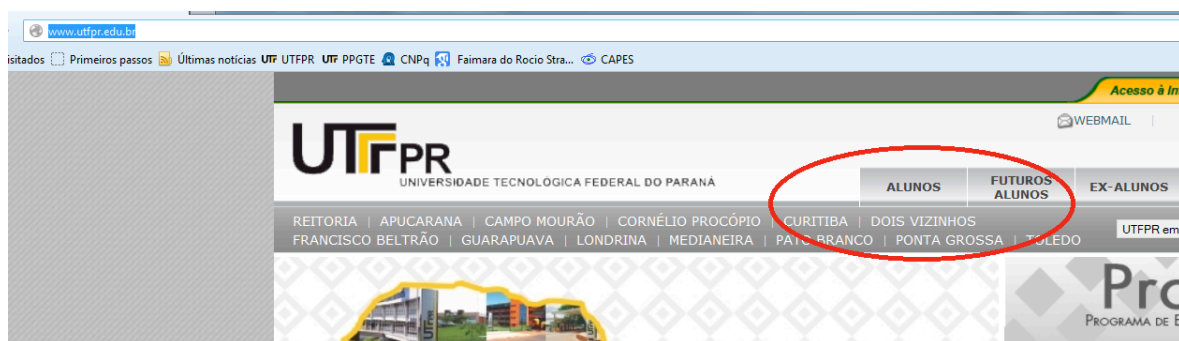 www.utfpr.edu.br
isitados Primeiros passos Últimas notícias UTF UTFPR UTF PPGTE CNPq Faimara do Rocio Stra... CAPES
Acesso à In
WEBMAIL |
UTFPR
UNIVERSIDADE TECNOLÓGICA FEDERAL DO PARANÁ
ALUNOS
FUTUROS
ALUNOS
EX-ALUNOS
REITORIA | APUCARANA | CAMPO MOURÃO | CORNÉLIO PROCÓPIO | CURITIBA | DOIS VIZINHOS
FRANCISCO BELTRÃO | GUARAPUAVA | LONDRINA | MEDIANEIRA | PATO BRANCO | PONTA GROSSA | TOLEDO
UTFPR em
Pro
PROGRAMA DE E